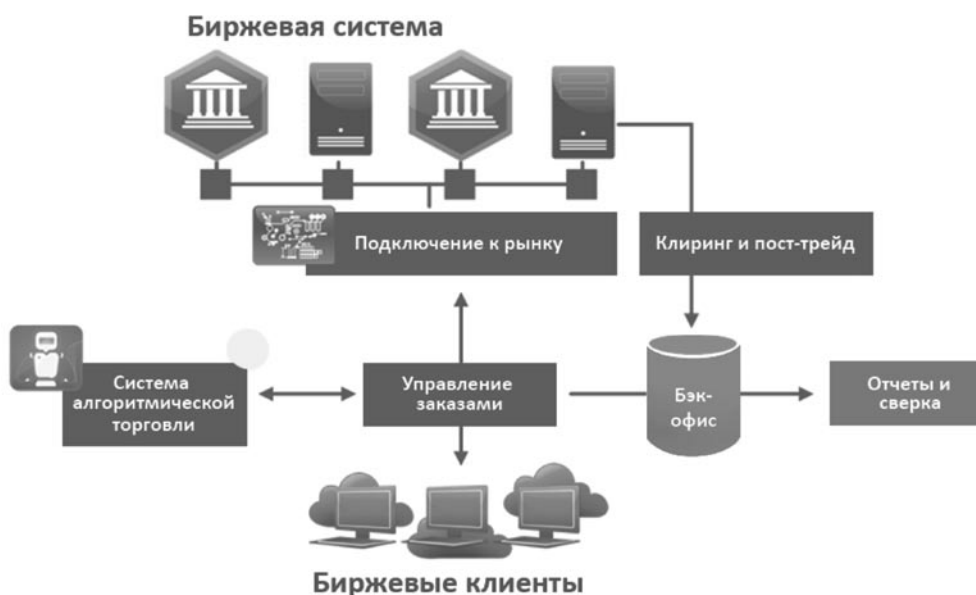 Биржевая система
Подключение к рынку
Клиринг и пост-трейд
Система
алгоритмической
торговли
Управление
заказами
Бэк-
офис
Отчеты и
сверка
Биржевые клиенты